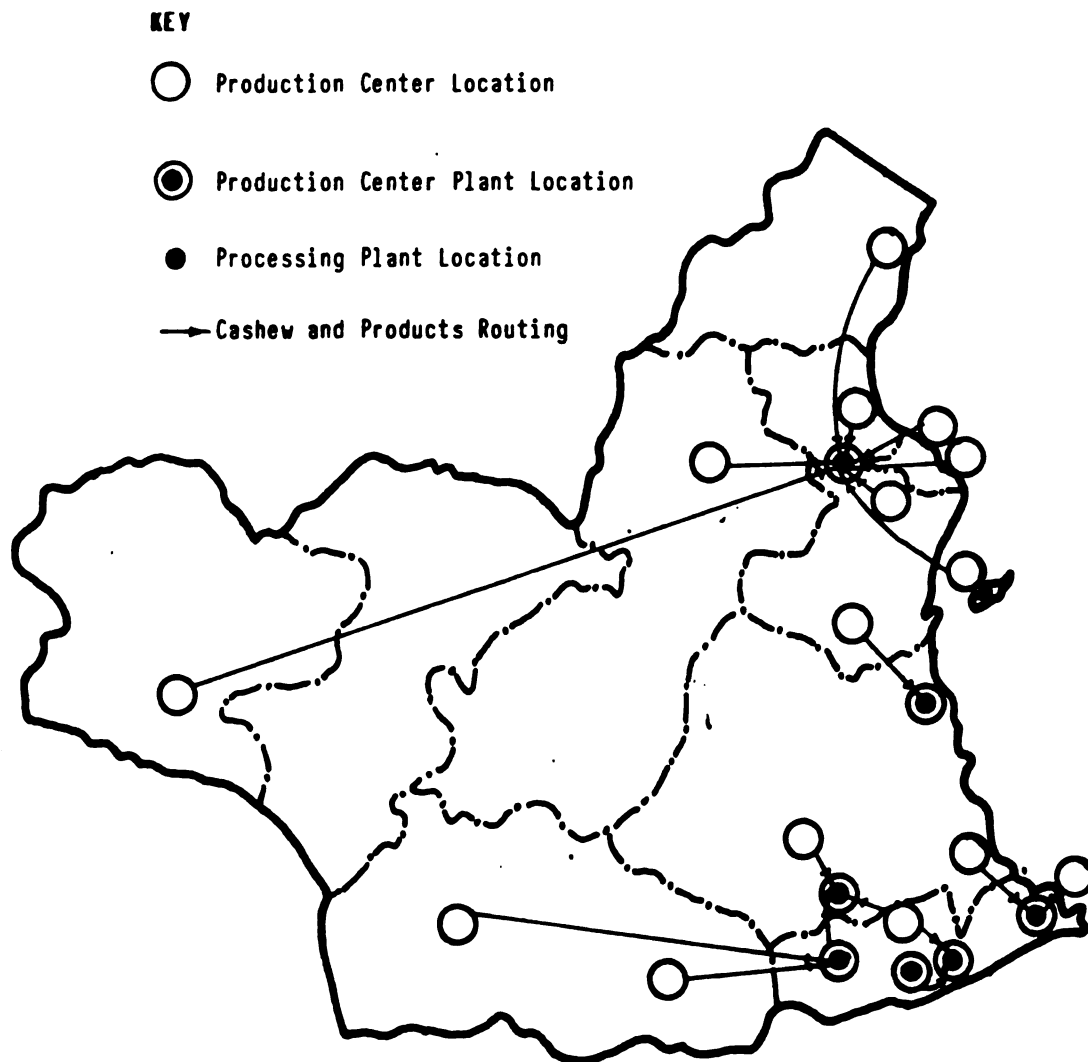 KEY
Production Center Location
Production Center Plant Location
Processing Plant Location
Cashew and Products Routing